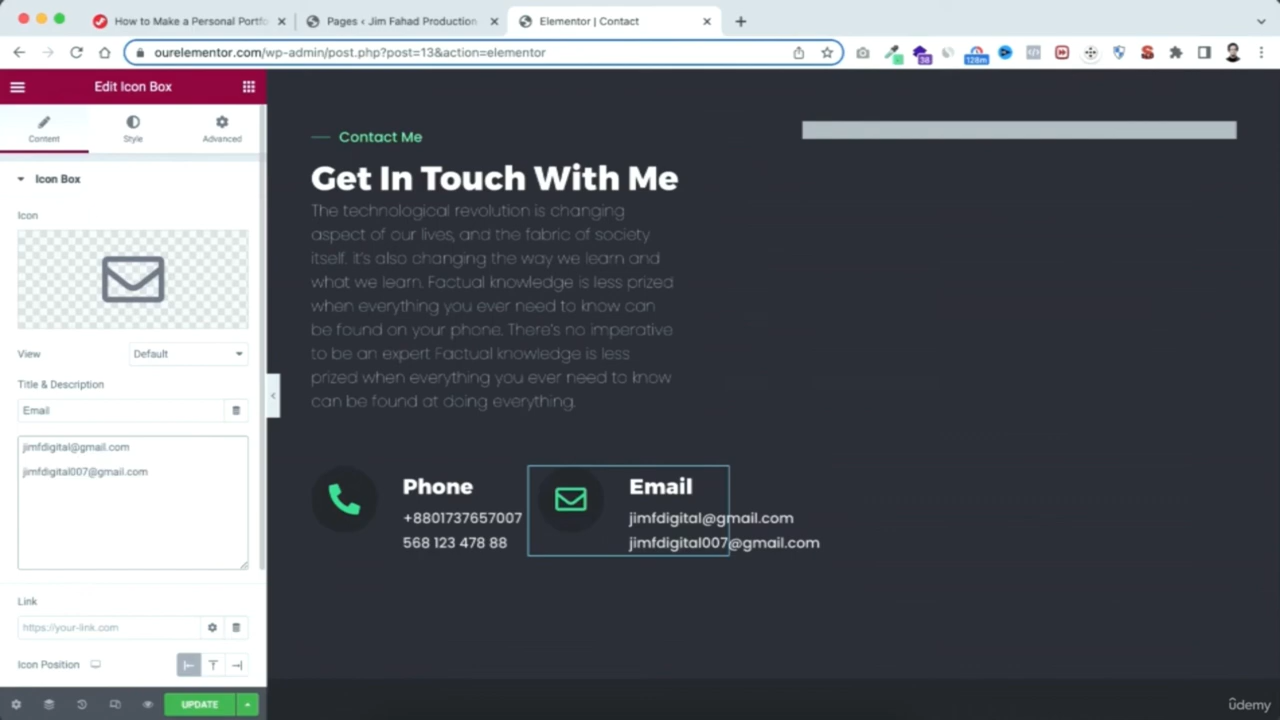 How to Make a Personal Portfo
Pages ‹ Jim Fahad Production
Elementor | Contact
ourelementor.com/wp-admin/post.php?post=13&action=elementor
38
128m
Edit Icon Box
Content
Style
Advanced
Icon Box
Icon
View
Default
Title & Description
Email
jimfdigital@gmail.com
jimfdigital007@gmail.com
Link
https://your-link.com
Icon Position
UPDATE
Contact Me
Get In Touch With Me
The technological revolution is changing
aspect of our lives, and the fabric of society
itself. it's also changing the way we learn and
what we learn. Factual knowledge is less prized
when everything you ever need to know can
be found on your phone. There's no imperative
to be an expert Factual knowledge is less
prized when everything you ever need to know
can be found at doing everything.
Phone
+8801737657007
568 123 478 88
Email
jimfdigital@gmail.com
jimfdigital007@gmail.com
ûdemy